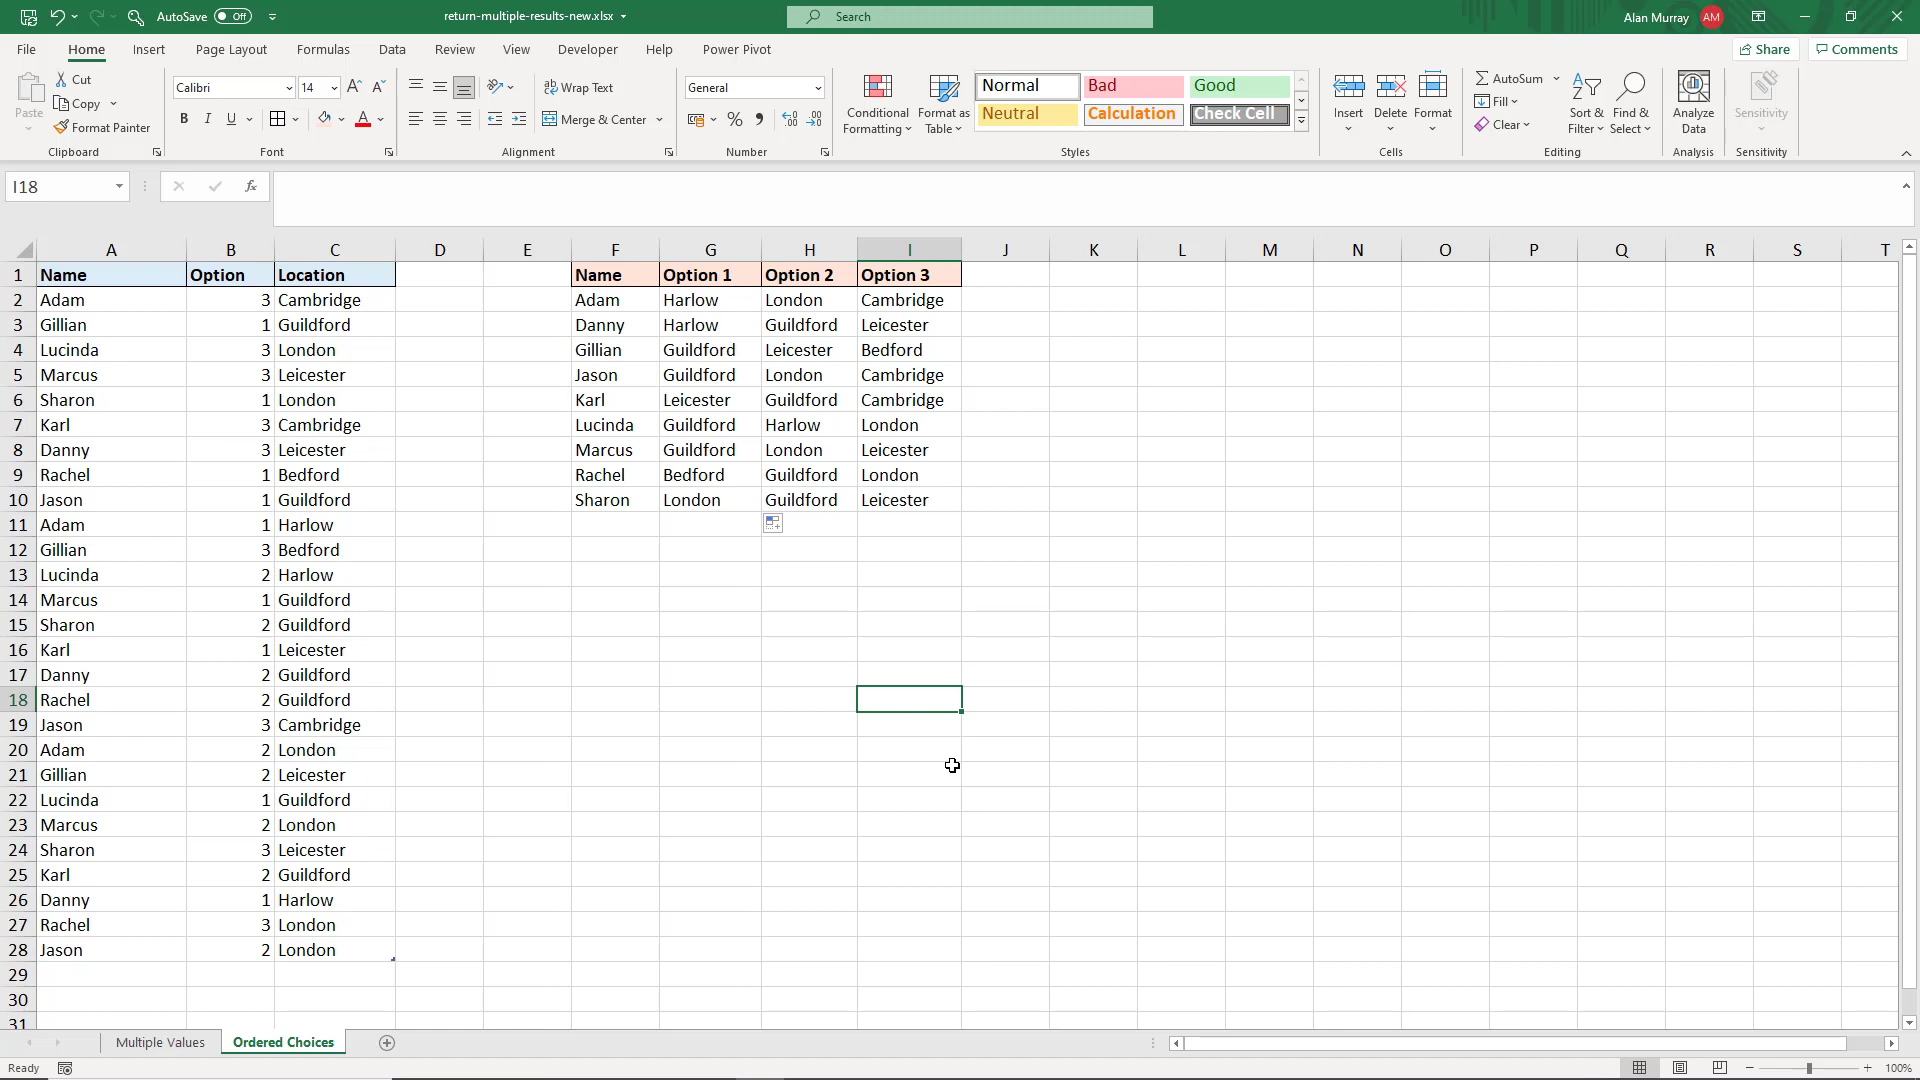 AutoSave Off return-multiple-results-new.xlsx Search Alan Murray AM
File Home Insert Page Layout Formulas Data Review View Developer Help Power Pivot Share Comments
Paste Cut Copy Format Painter Clipboard
Calibri 14 B I U A A Font
Wrap Text Merge & Center Alignment
General % Number
Conditional Formatting Format as Table
Normal Bad Good
Neutral Calculation Check Cell
Styles
Insert Delete Format Cells
AutoSum Fill Clear Sort & Filter Find & Select Editing
Analyze Data Analysis
Sensitivity Sensitivity
I18 fx
A B C D E F G H I J K L M N O P Q R S T
1 Name Option Location Name Option 1 Option 2 Option 3
2 Adam 3 Cambridge Adam Harlow London Cambridge
3 Gillian 1 Guildford Danny Harlow Guildford Leicester
4 Lucinda 3 London Gillian Guildford Leicester Bedford
5 Marcus 3 Leicester Jason Guildford London Cambridge
6 Sharon 1 London Karl Leicester Guildford Cambridge
7 Karl 3 Cambridge Lucinda Guildford Harlow London
8 Danny 3 Leicester Marcus Guildford London Leicester
9 Rachel 1 Bedford Rachel Bedford Guildford London
10 Jason 1 Guildford Sharon London Guildford Leicester
11 Adam 1 Harlow
12 Gillian 3 Bedford
13 Lucinda 2 Harlow
14 Marcus 1 Guildford
15 Sharon 2 Guildford
16 Karl 1 Leicester
17 Danny 2 Guildford
18 Rachel 2 Guildford
19 Jason 3 Cambridge
20 Adam 2 London
21 Gillian 2 Leicester
22 Lucinda 1 Guildford
23 Marcus 2 London
24 Sharon 3 Leicester
25 Karl 2 Guildford
26 Danny 1 Harlow
27 Rachel 3 London
28 Jason 2 London
29
30
31
Multiple Values Ordered Choices
Ready 100%